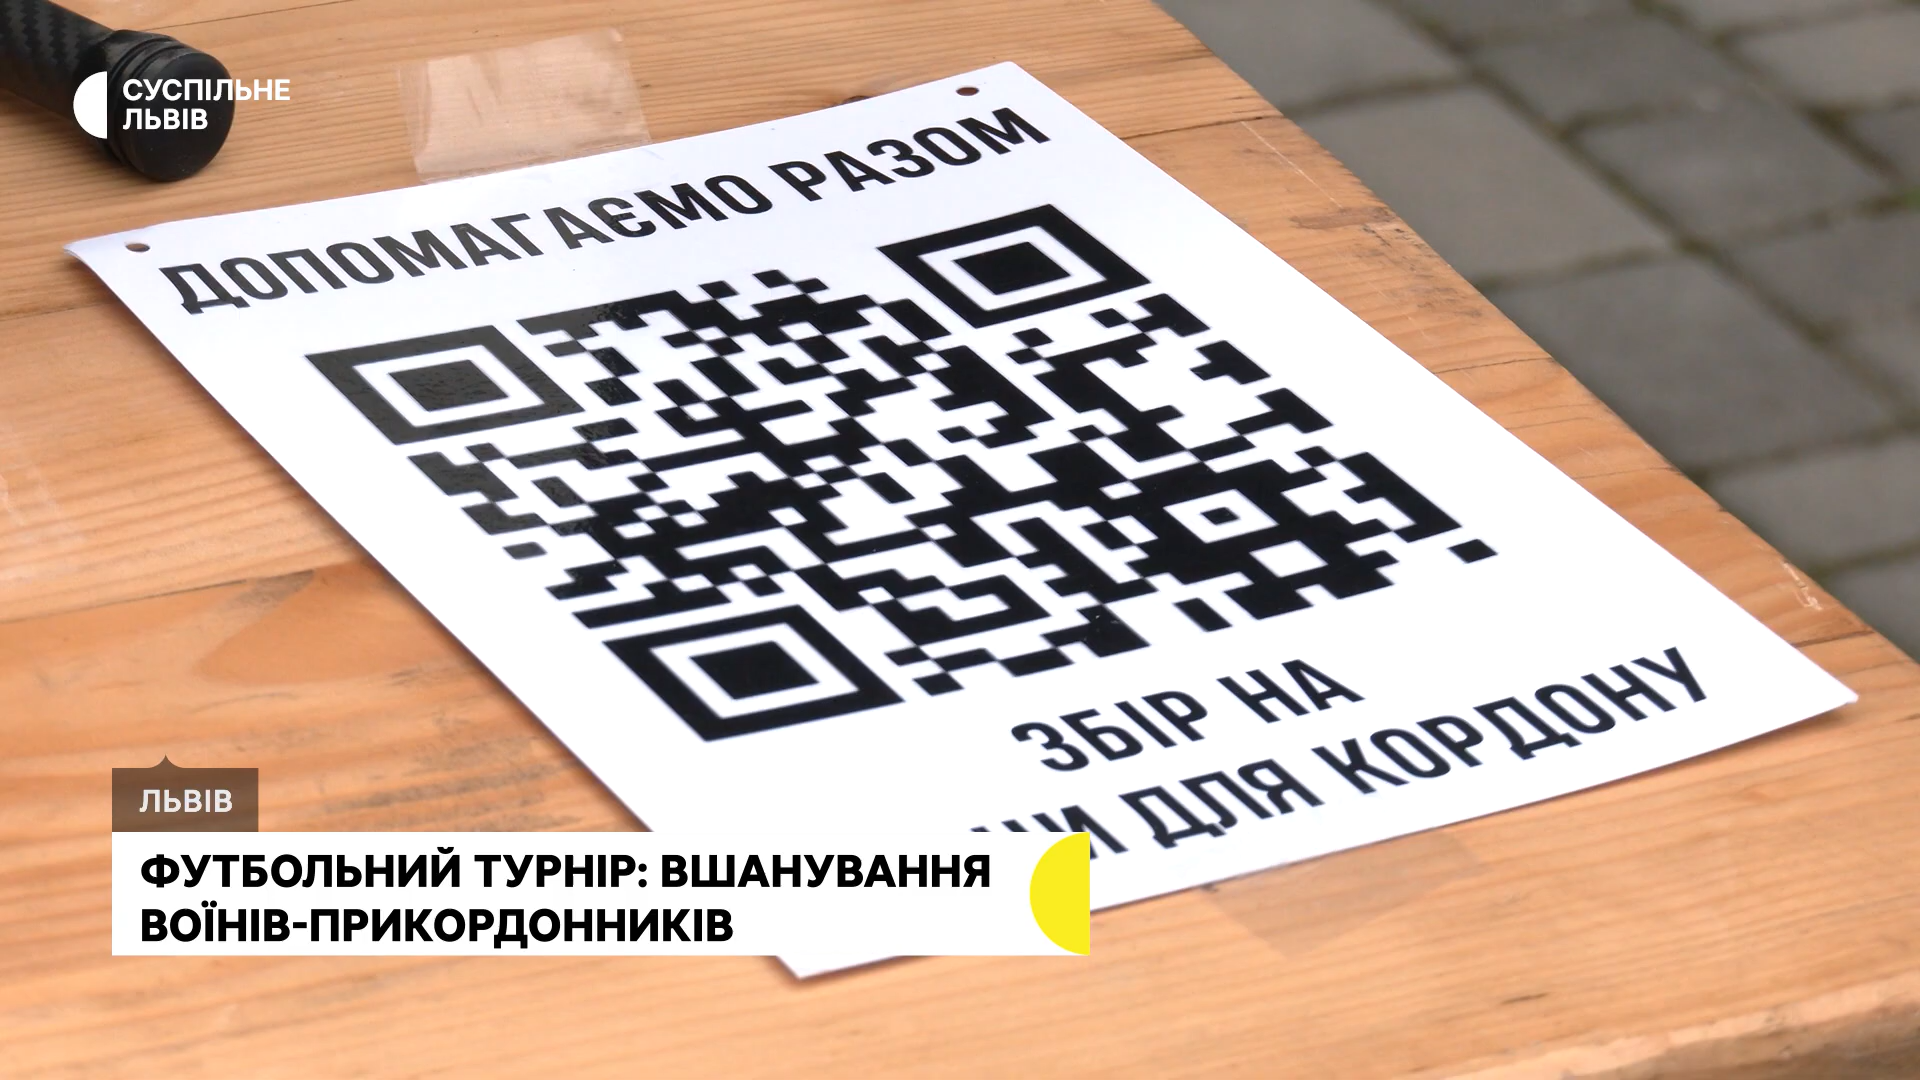 СУСПІЛЬНЕ
ЛЬВІВ
ДОПОМАГАЄМО РАЗОМ
ЗБІР НА
ДЛЯ КОРДОНУ
ЛЬВІВ
ФУТБОЛЬНИЙ ТУРНІР: ВШАНУВАННЯ
ВОЇНІВ-ПРИКОРДОННИКІВ